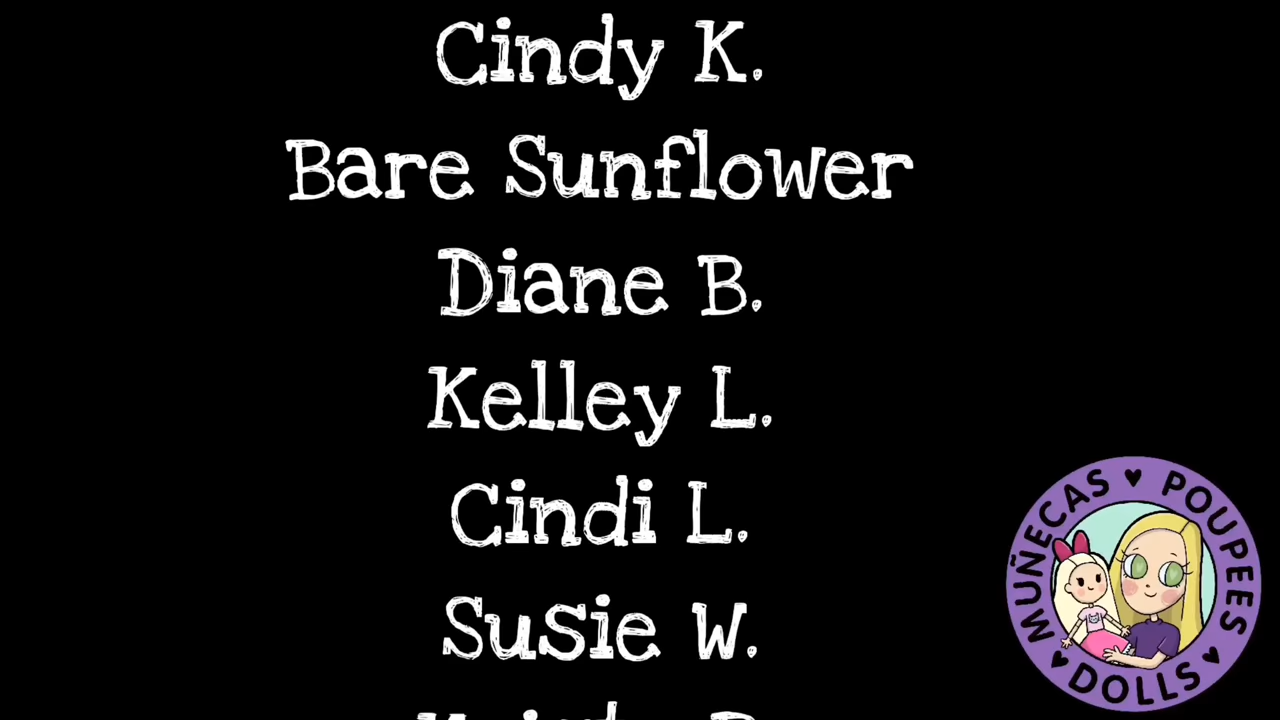 Cindy K.
Bare Sunflower
Diane B.
Kelley L.
Cindi L.
Susie W.
MUÑECAS ♥ POUPEES ♥ DOLLS ♥